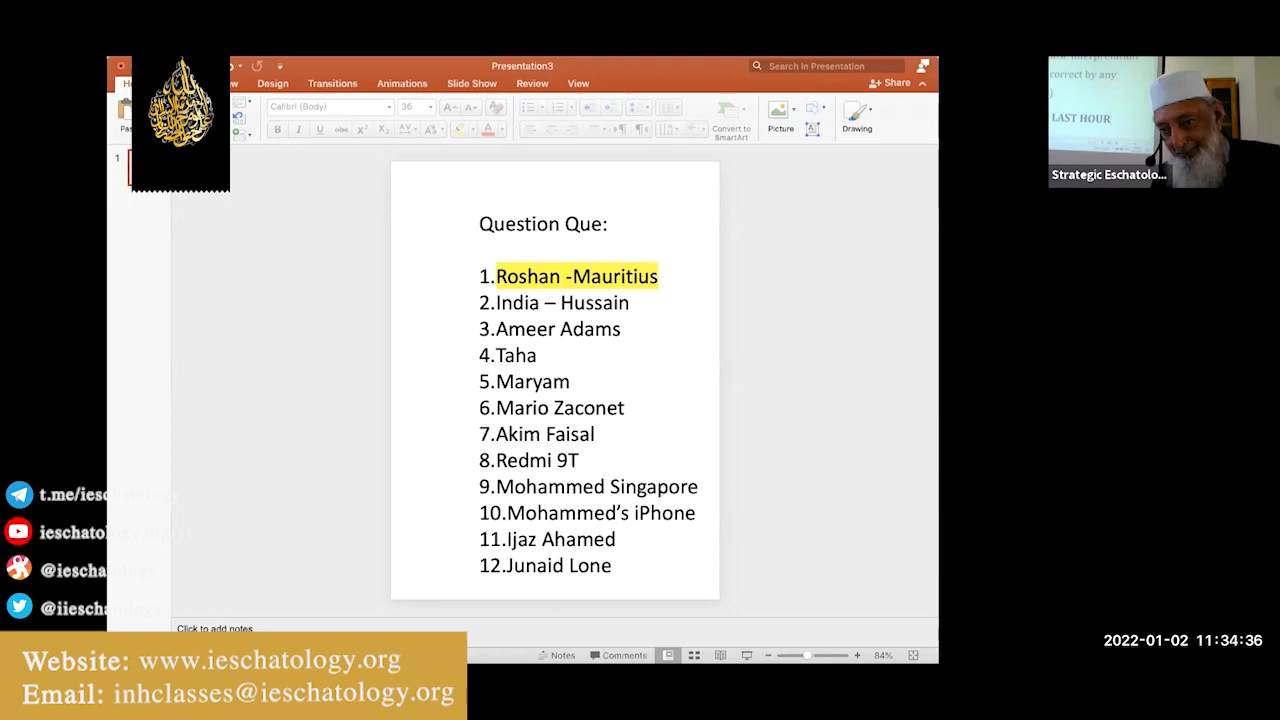 Presentation3
Search in Presentation
Design Transitions Animations Slide Show Review View
Share
Calibri (Body) 36
Convert to
SmartArt
Picture
Drawing
1
Question Que:
1.Roshan -Mauritius
2.India – Hussain
3.Ameer Adams
4.Taha
5.Maryam
6.Mario Zaconet
7.Akim Faisal
8.Redmi 9T
9.Mohammed Singapore
10.Mohammed’s iPhone
11.Ijaz Ahamed
12.Junaid Lone
Click to add notes
Notes Comments 84%
correct by any
LAST HOUR
Strategic Eschatolo...
t.me/ieschatology
@ieschatology
@iieschatology
Website: www.ieschatology.org
Email: inhclasses@ieschatology.org
2022-01-02 11:34:36